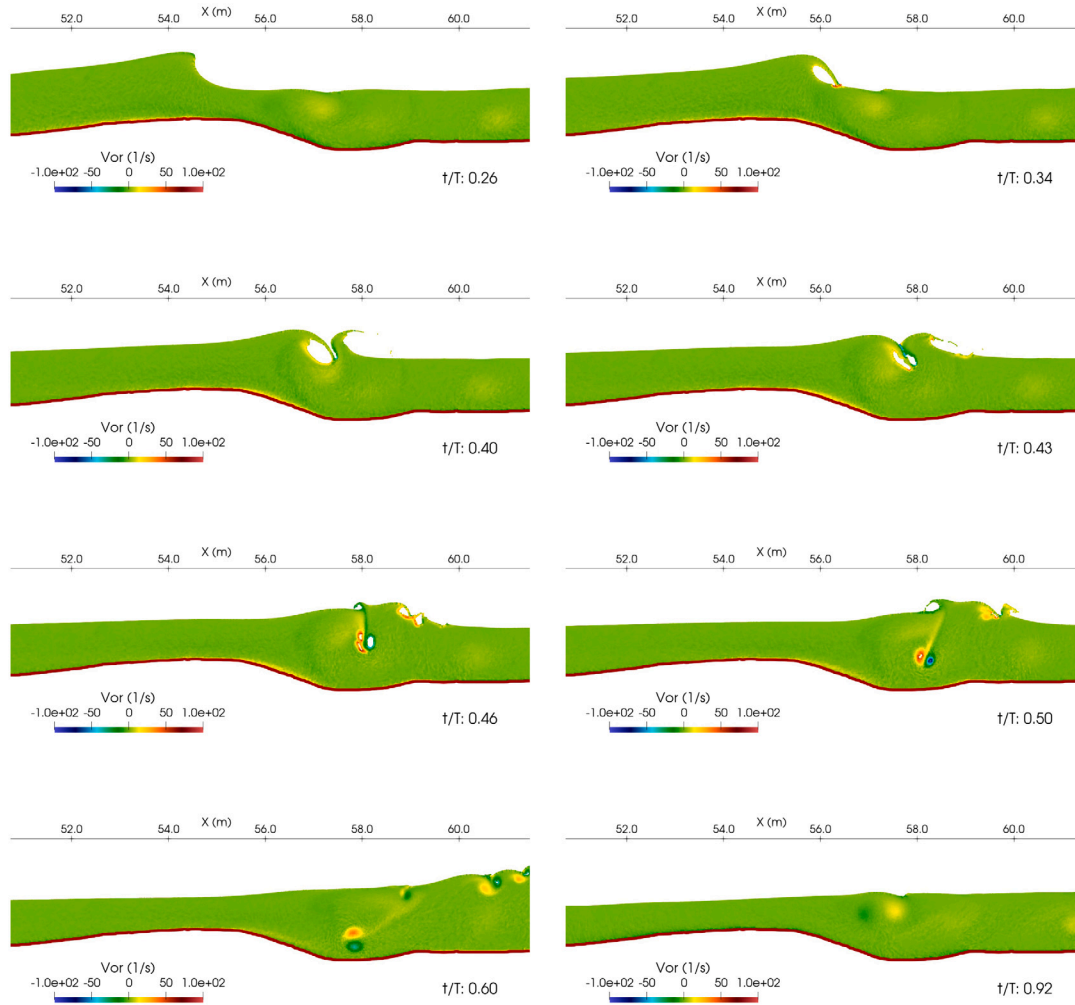 X (m)
52.0 54.0 56.0 58.0 60.0
Vor (1/s)
-1.0e+02 -50 0 50 1.0e+02
t/T: 0.26
X (m)
52.0 54.0 56.0 58.0 60.0
Vor (1/s)
-1.0e+02 -50 0 50 1.0e+02
t/T: 0.34
X (m)
52.0 54.0 56.0 58.0 60.0
Vor (1/s)
-1.0e+02 -50 0 50 1.0e+02
t/T: 0.40
X (m)
52.0 54.0 56.0 58.0 60.0
Vor (1/s)
-1.0e+02 -50 0 50 1.0e+02
t/T: 0.43
X (m)
52.0 54.0 56.0 58.0 60.0
Vor (1/s)
-1.0e+02 -50 0 50 1.0e+02
t/T: 0.46
X (m)
52.0 54.0 56.0 58.0 60.0
Vor (1/s)
-1.0e+02 -50 0 50 1.0e+02
t/T: 0.50
X (m)
52.0 54.0 56.0 58.0 60.0
Vor (1/s)
-1.0e+02 -50 0 50 1.0e+02
t/T: 0.60
X (m)
52.0 54.0 56.0 58.0 60.0
Vor (1/s)
-1.0e+02 -50 0 50 1.0e+02
t/T: 0.92